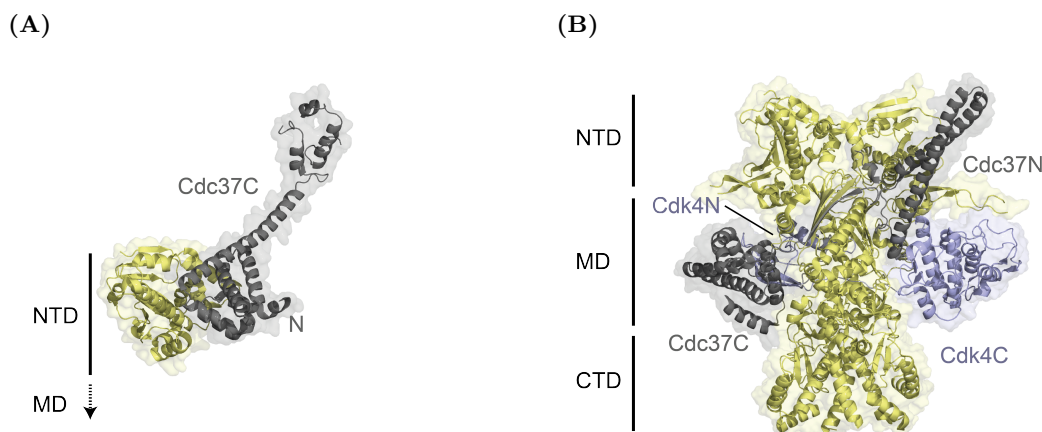 (A)
Cdc37C
NTD
N
MD
(B)
NTD
Cdc37N
Cdk4N
MD
Cdc37C
Cdk4C
CTD